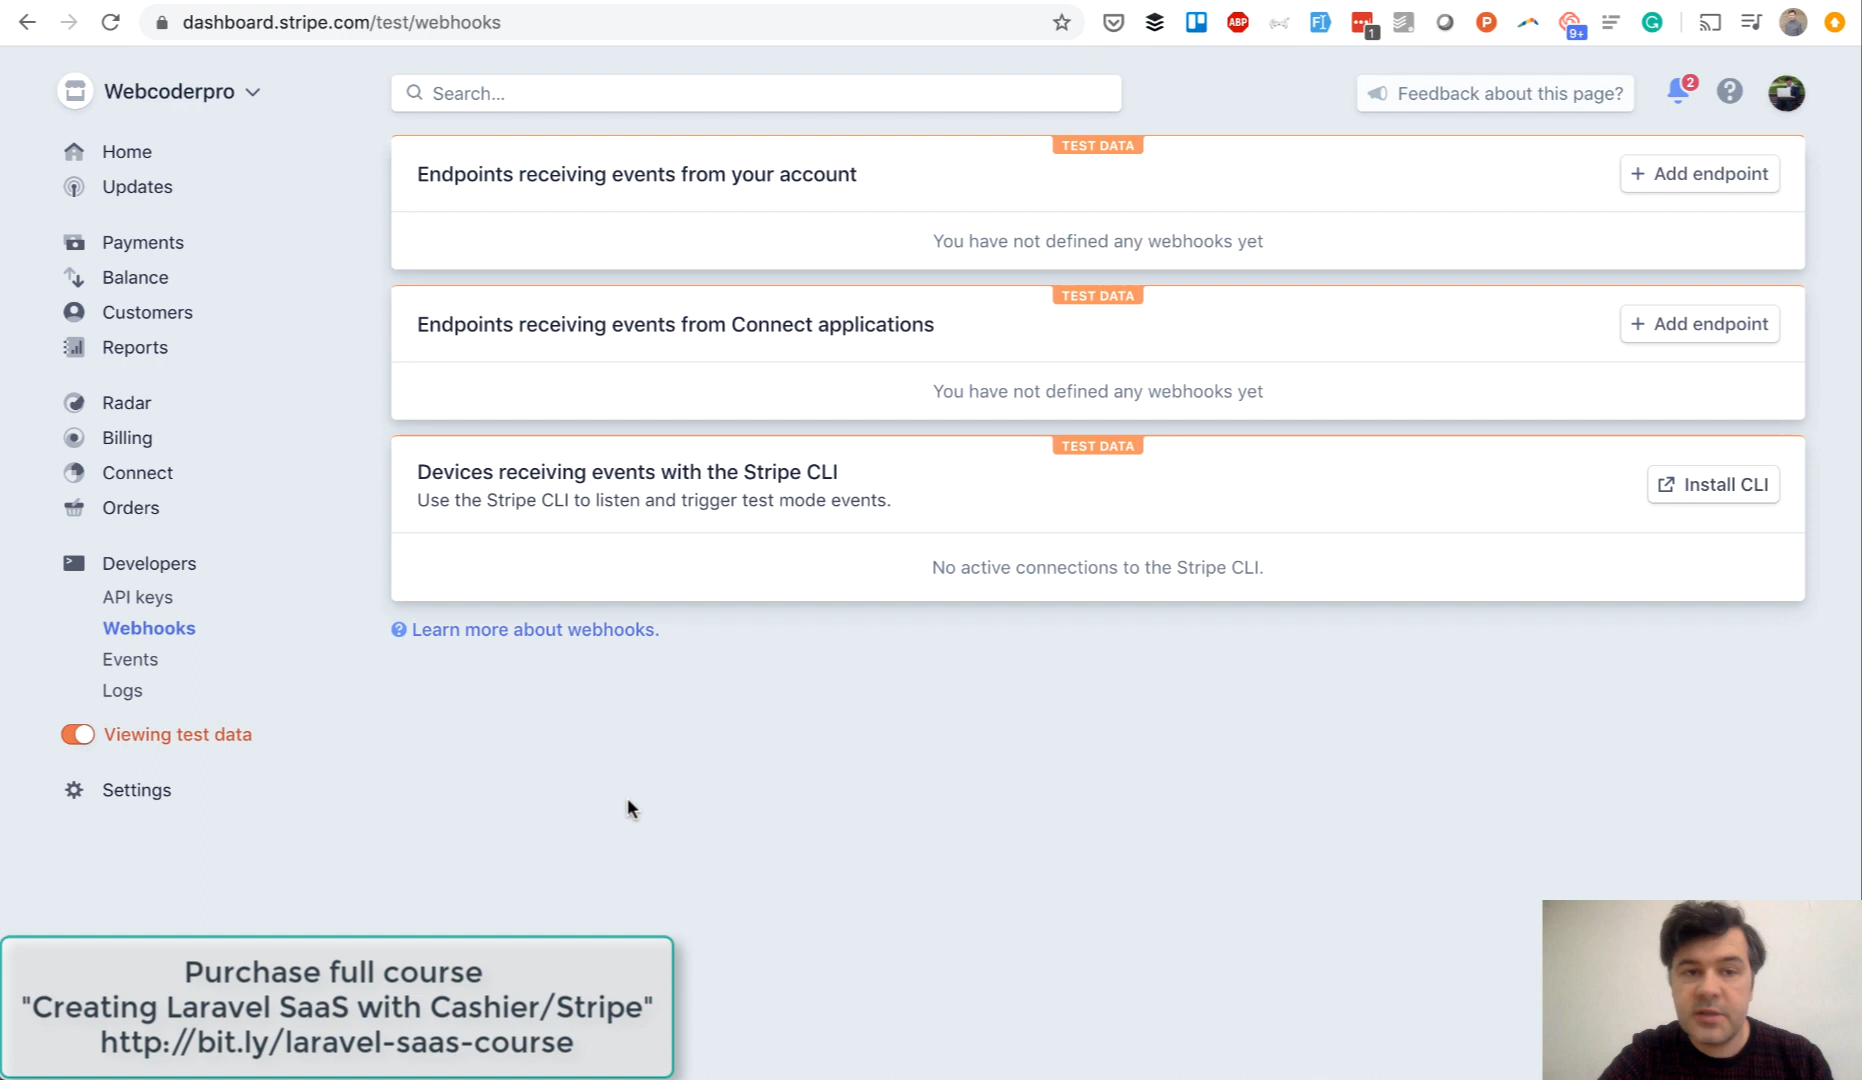 dashboard.stripe.com/test/webhooks
ABP
1
P
9+
G
Webcoderpro
Search...
Feedback about this page?
2
Home
Updates
Payments
Balance
Customers
Reports
Radar
Billing
Connect
Orders
Developers
API keys
Webhooks
Events
Logs
Viewing test data
Settings
TEST DATA
Endpoints receiving events from your account
+ Add endpoint
You have not defined any webhooks yet
TEST DATA
Endpoints receiving events from Connect applications
+ Add endpoint
You have not defined any webhooks yet
TEST DATA
Devices receiving events with the Stripe CLI
Use the Stripe CLI to listen and trigger test mode events.
Install CLI
No active connections to the Stripe CLI.
Learn more about webhooks.
Purchase full course
"Creating Laravel SaaS with Cashier/Stripe"
http://bit.ly/laravel-saas-course